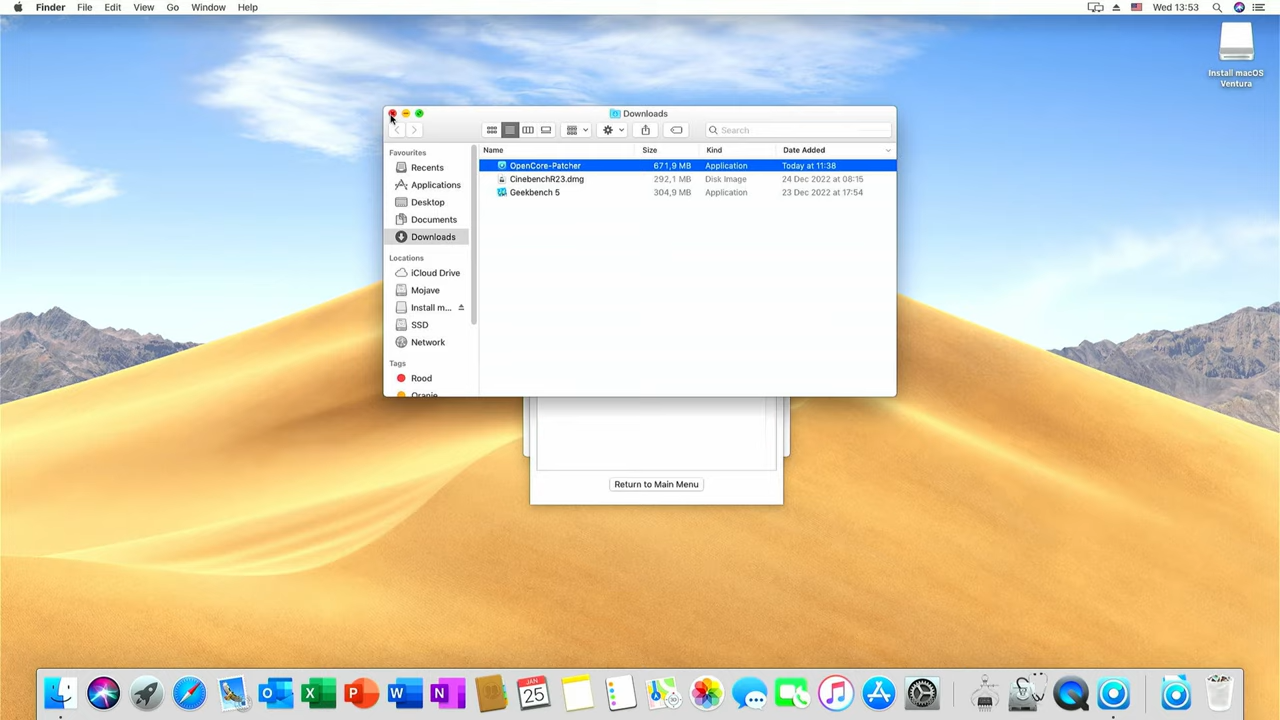 Finder File Edit View Go Window Help Wed 13:53
Install macOS
Ventura
Downloads
Search
Favourites
Recents
Applications
Desktop
Documents
Downloads
Locations
iCloud Drive
Mojave
Install m...
SSD
Network
Tags
Rood
Oranje
Name Size Kind Date Added
OpenCore-Patcher 671,9 MB Application Today at 11:38
CinebenchR23.dmg 292,1 MB Disk Image 24 Dec 2022 at 08:15
Geekbench 5 304,9 MB Application 23 Dec 2022 at 17:54
Return to Main Menu
JAN
25